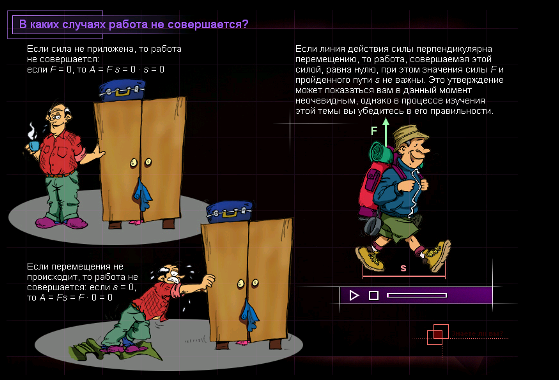 В каких случаях работа не совершается?
Если сила не приложена, то работа
не совершается:
если F = 0, то A = F s = 0 · s = 0
Если линия действия силы перпендикулярна
перемещению, то работа, совершаемая этой
силой, равна нулю, при этом значения силы F и
пройденного пути s не важны. Это утверждение
может показаться вам в данный момент
неочевидным, однако в процессе изучения
этой темы вы убедитесь в его правильности.
F
s
Если перемещения не
происходит, то работа не
совершается: если s = 0,
то A = Fs = F · 0 = 0